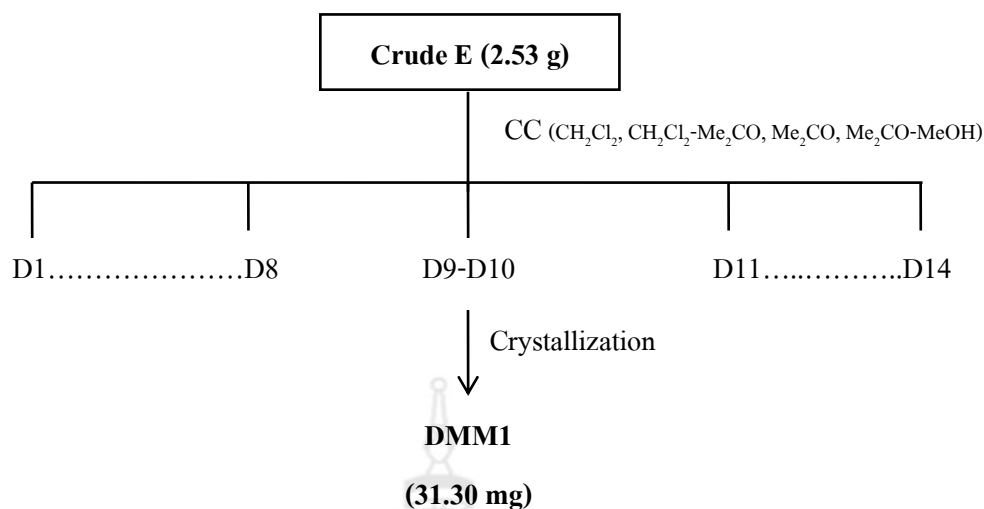 Crude E (2.53 g)
CC (CH₂Cl₂, CH₂Cl₂-Me₂CO, Me₂CO, Me₂CO-MeOH)
D1………………….D8 D9-D10 D11…..………..D14
Crystallization
DMM1
(31.30 mg)